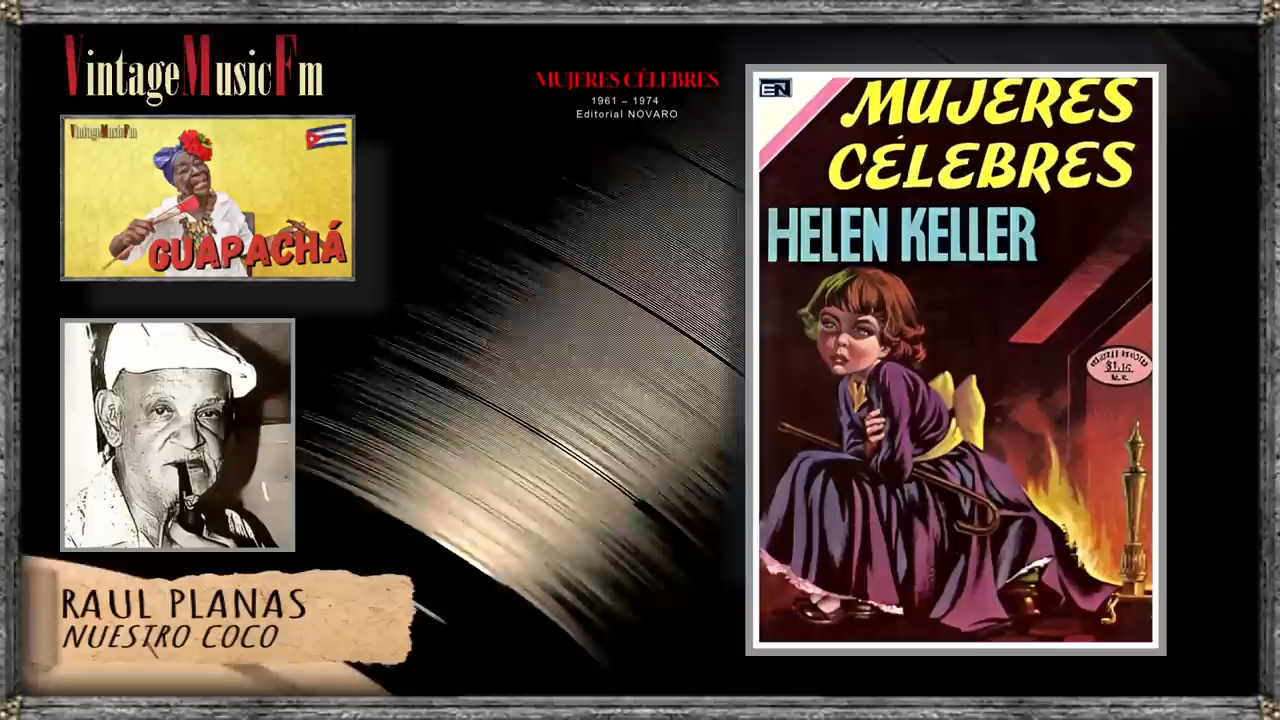 VintageMusicFm
VintageMusicFm
GUAPACHÁ
RAUL PLANAS
NUESTRO COCO
MUJERES CÉLEBRES
1961 – 1974
Editorial NOVARO
EN
MUJERES
CÉLEBRES
HELEN KELLER
$1.15